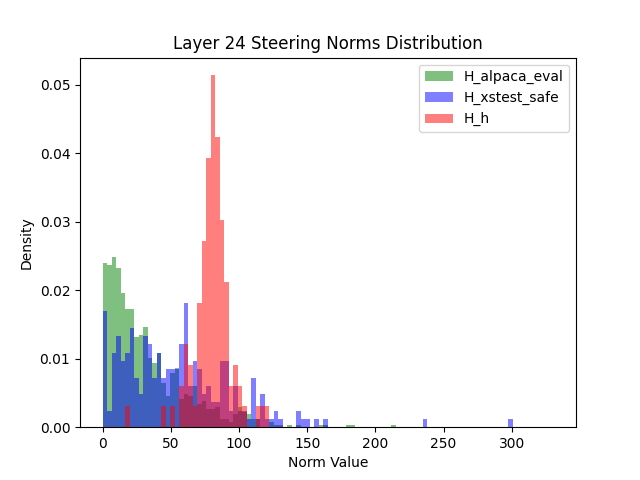 Layer 24 Steering Norms Distribution
H_alpaca_eval
H_xstest_safe
H_h
Density
0.05
0.04
0.03
0.02
0.01
0.00
0
50
100
150
200
250
300
Norm Value